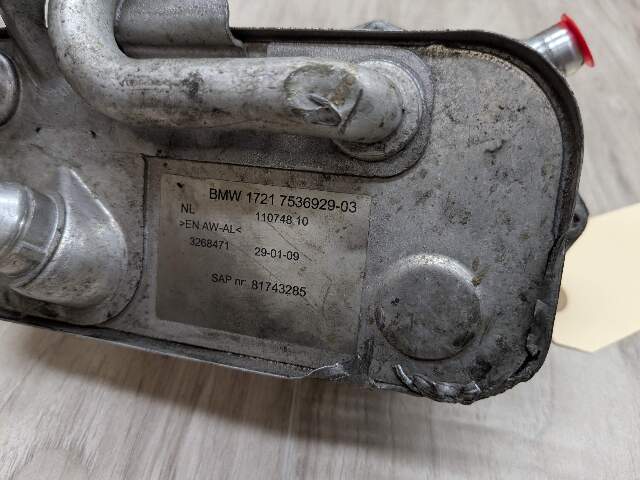 BMW 1721 7536929-03
NL 110748.10
>EN AW-AL<
3268471 29-01-09
SAP nr: 81743285